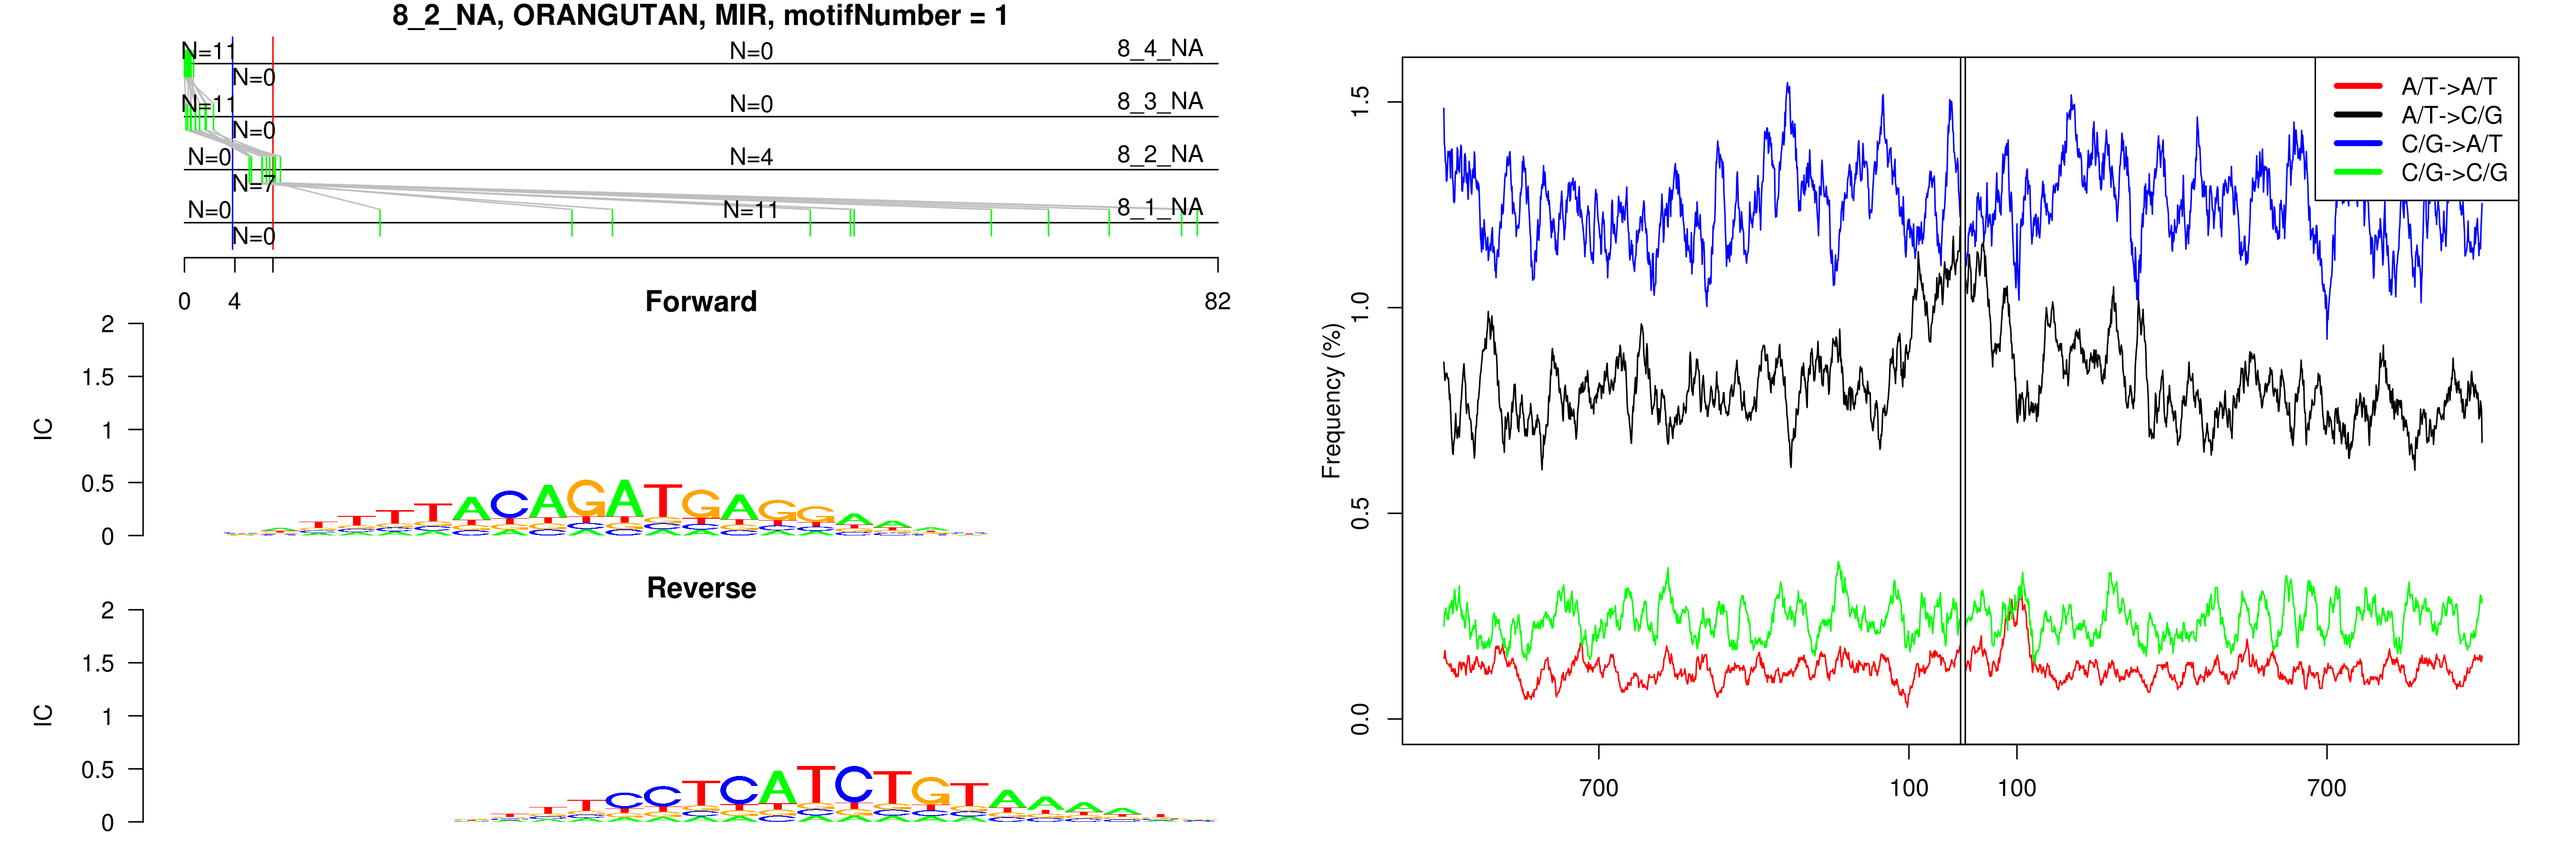 8_2_NA, ORANGUTAN, MIR, motifNumber = 1
N=11 N=0 8_4_NA
N=0
N=11 N=0 8_3_NA
N=0
N=0 N=4 8_2_NA
N=7
N=0 N=11 8_1_NA
N=0
0 4 82
Forward
2
1.5
1
0.5
0
IC
TTTTACAGATGAGGAA
Reverse
2
1.5
1
0.5
0
IC
TTCCTCATCTGTAAAA
A/T->A/T
A/T->C/G
C/G->A/T
C/G->C/G
Frequency (%)
1.5
1.0
0.5
0.0
700 100 100 700